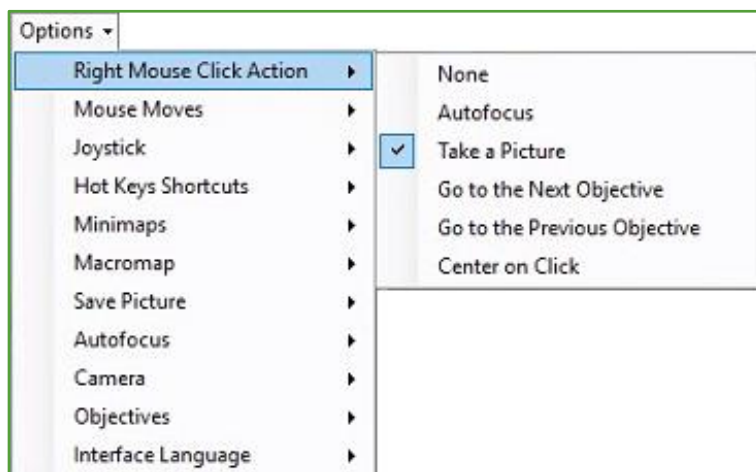 Options
Right Mouse Click Action
Mouse Moves
Joystick
Hot Keys Shortcuts
Minimaps
Macromap
Save Picture
Autofocus
Camera
Objectives
Interface Language
None
Autofocus
Take a Picture
Go to the Next Objective
Go to the Previous Objective
Center on Click